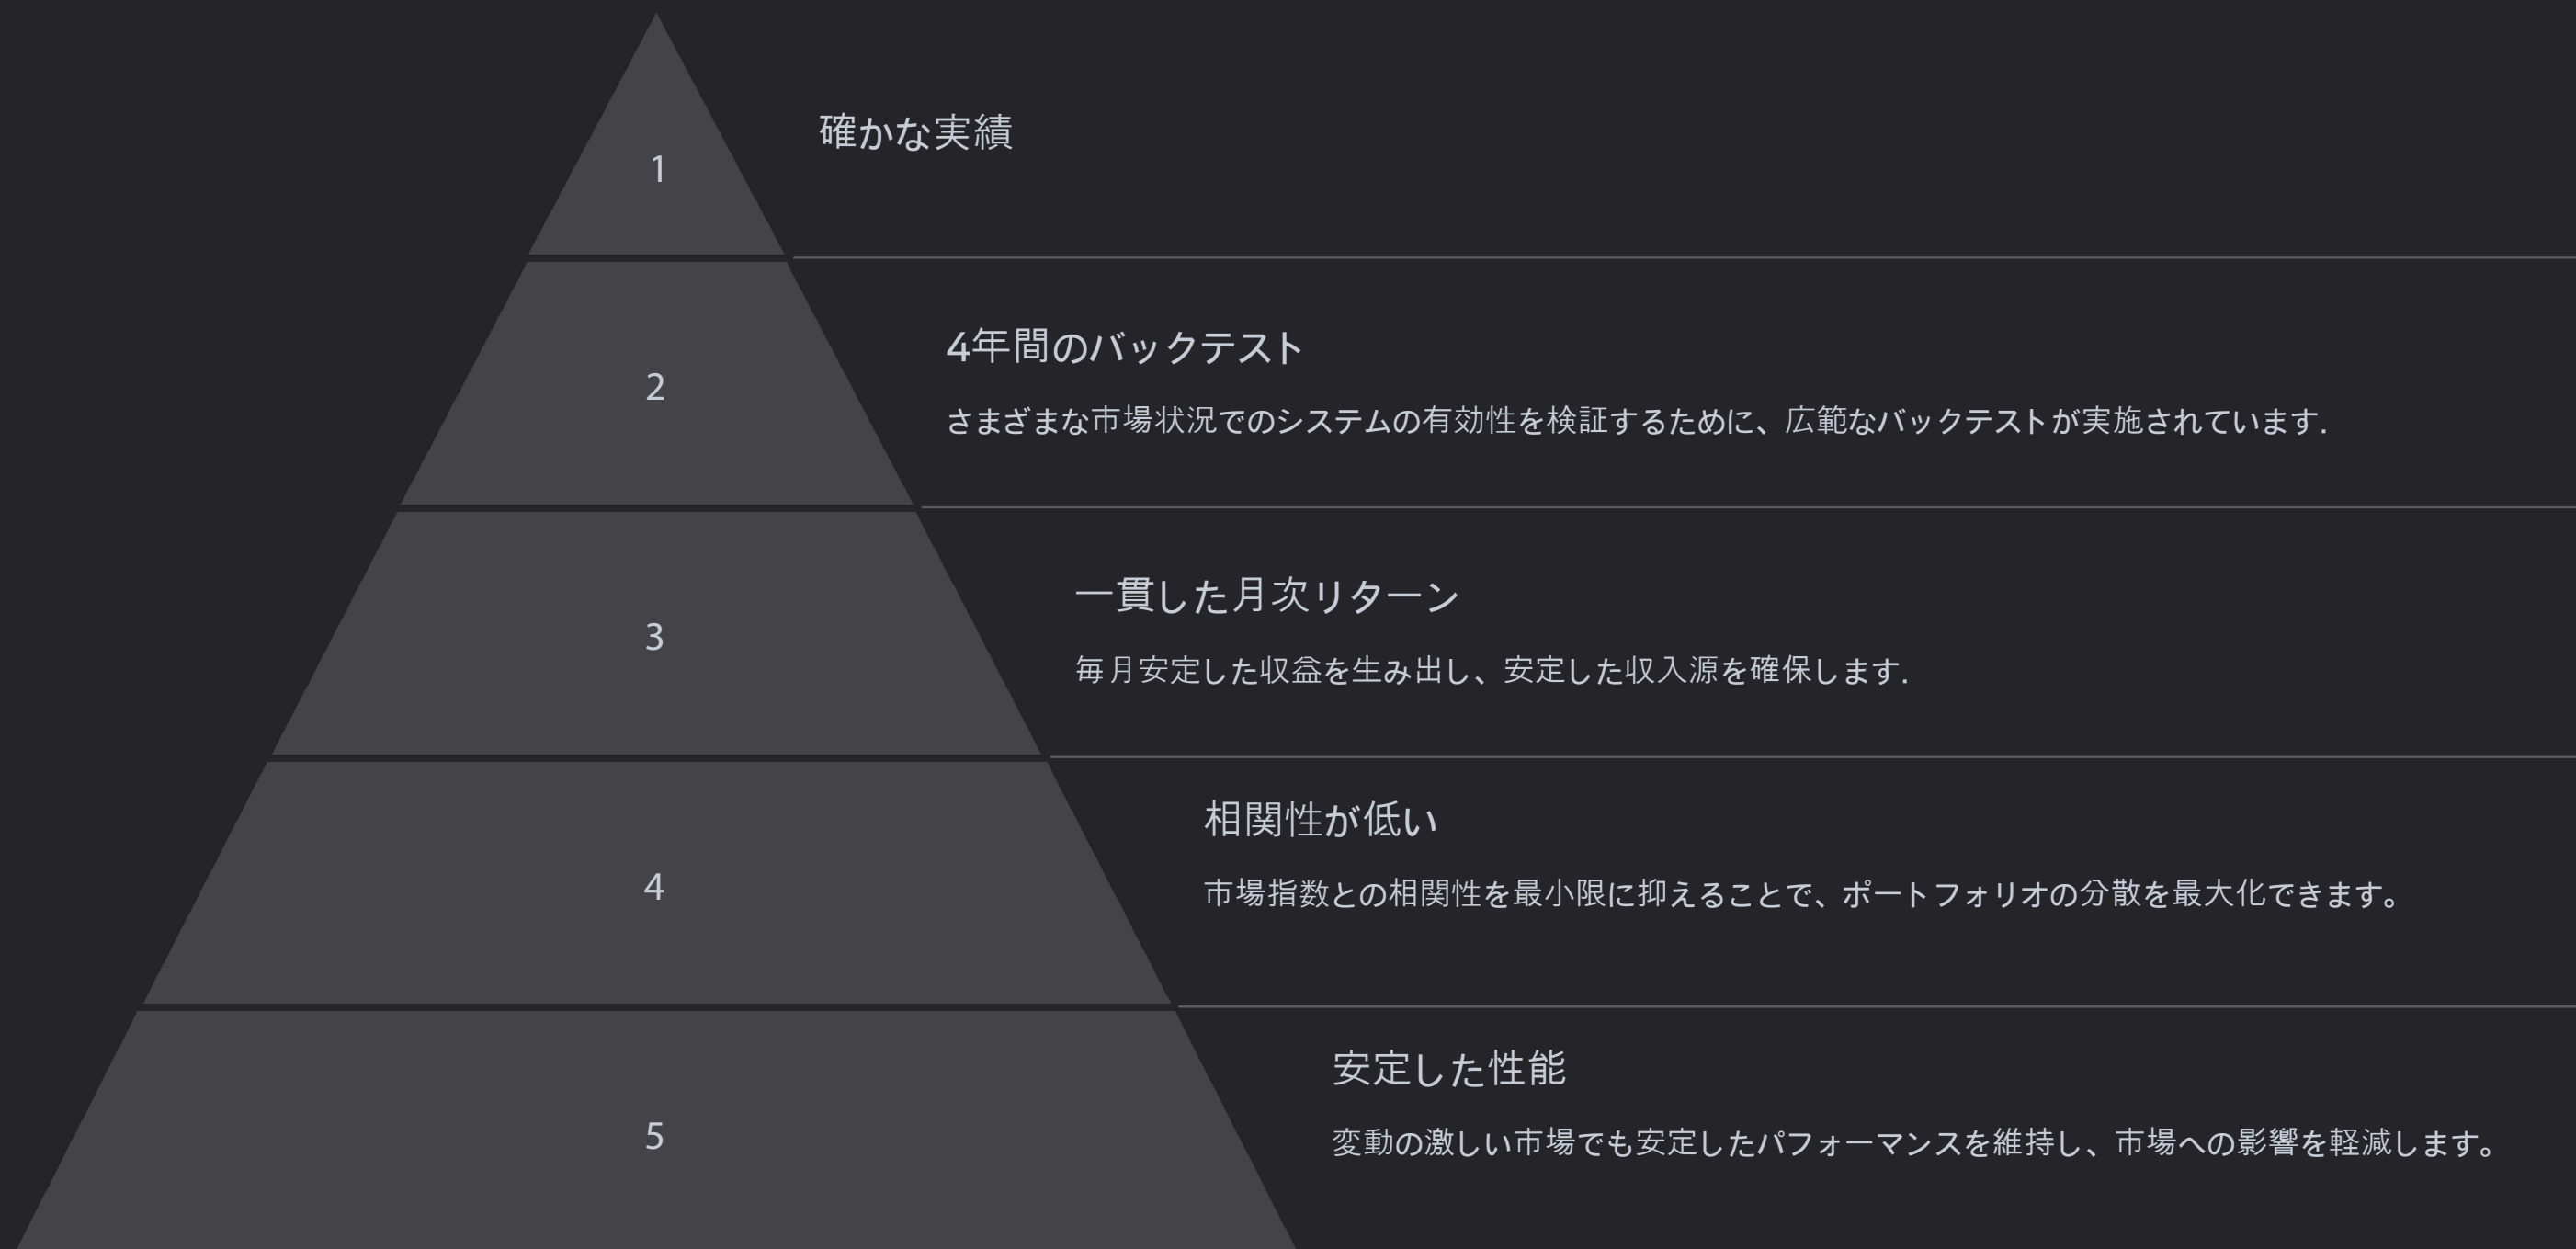 1
確かな実績
2
4年間のバックテスト
さまざまな市場状況でのシステムの有効性を検証するために、広範なバックテストが実施されています.
3
一貫した月次リターン
毎月安定した収益を生み出し、安定した収入源を確保します.
4
相関性が低い
市場指数との相関性を最小限に抑えることで、ポートフォリオの分散を最大化できます。
5
安定した性能
変動の激しい市場でも安定したパフォーマンスを維持し、市場への影響を軽減します。